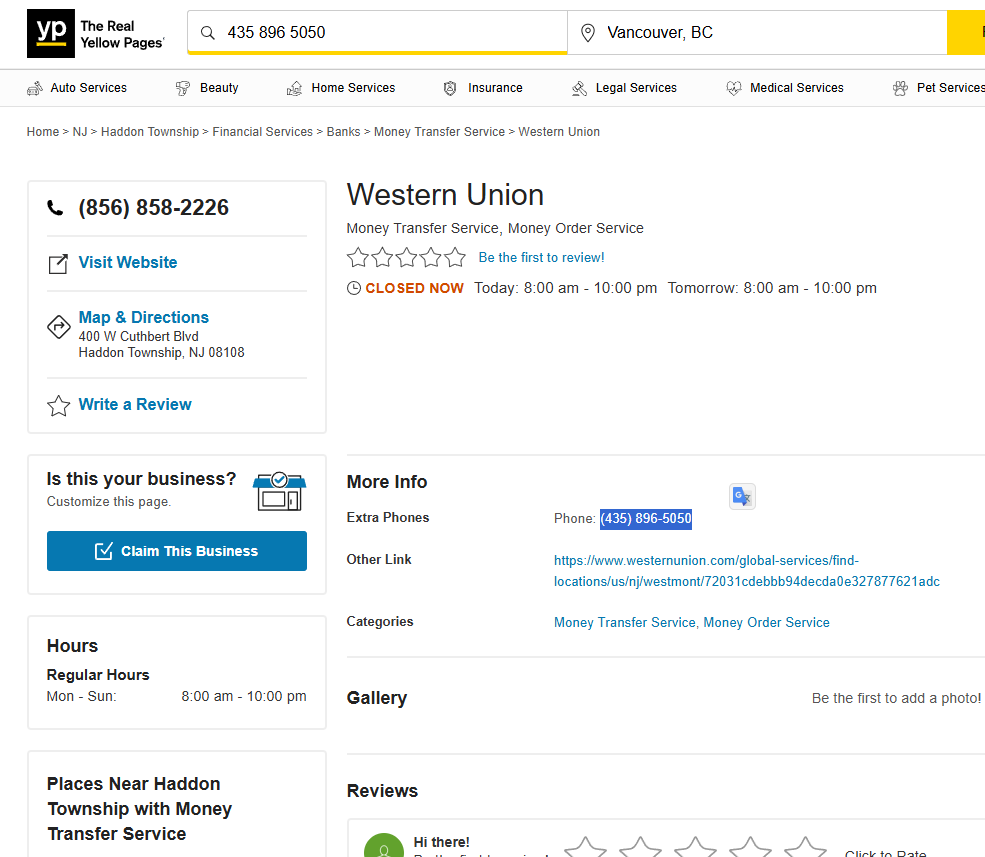 yp The Real Yellow Pages
435 896 5050
Vancouver, BC
Auto Services Beauty Home Services Insurance Legal Services Medical Services Pet Services
Home > NJ > Haddon Township > Financial Services > Banks > Money Transfer Service > Western Union
(856) 858-2226
Visit Website
Map & Directions
400 W Cuthbert Blvd
Haddon Township, NJ 08108
Write a Review
Western Union
Money Transfer Service, Money Order Service
Be the first to review!
CLOSED NOW Today: 8:00 am - 10:00 pm Tomorrow: 8:00 am - 10:00 pm
Is this your business?
Customize this page.
Claim This Business
Hours
Regular Hours
Mon - Sun: 8:00 am - 10:00 pm
Places Near Haddon
Township with Money
Transfer Service
More Info
Extra Phones Phone: (435) 896-5050
Other Link https://www.westernunion.com/global-services/find-
locations/us/nj/westmont/72031cdebbb94decda0e327877621adc
Categories Money Transfer Service, Money Order Service
Gallery Be the first to add a photo!
Reviews
Hi there!
Click to Rate